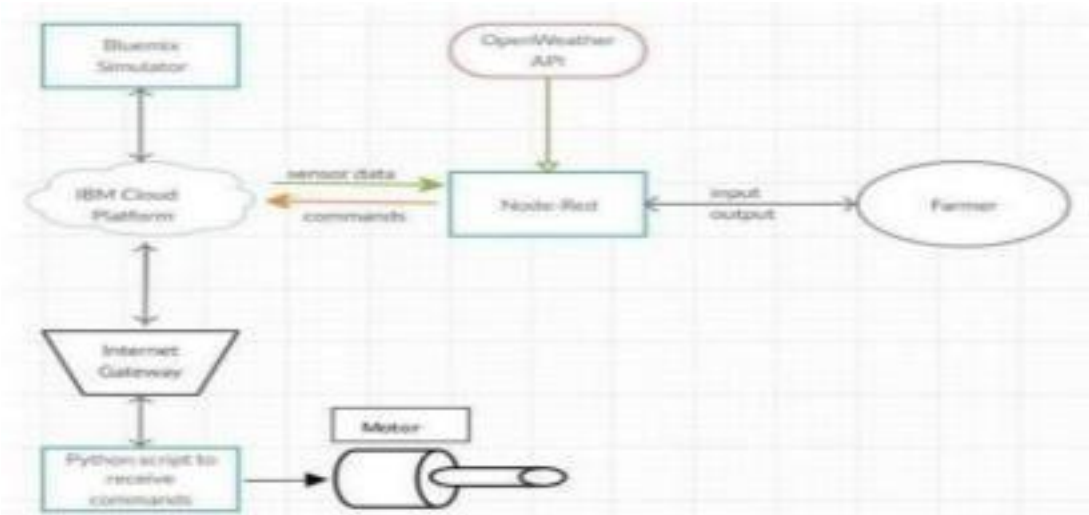 Bluemix
Simulator
OpenWeather
API
IBM Cloud
Platform
sensor data
commands
Node-Red
input
output
Farmer
Internet
Gateway
Motor
Python script to
receive
commands